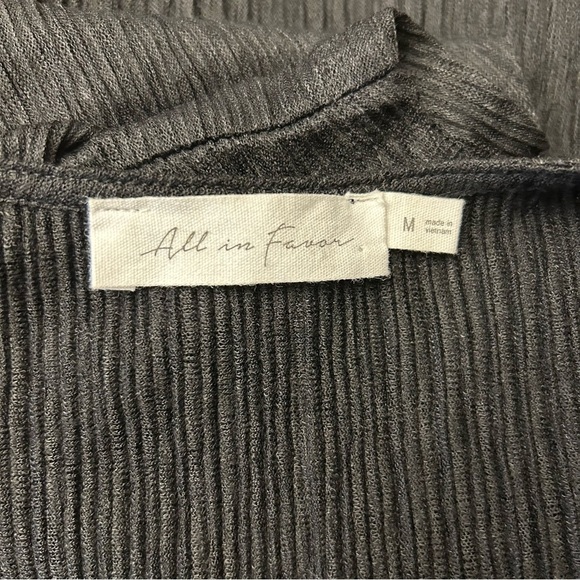 All in Favor.
M
made in
vietnam